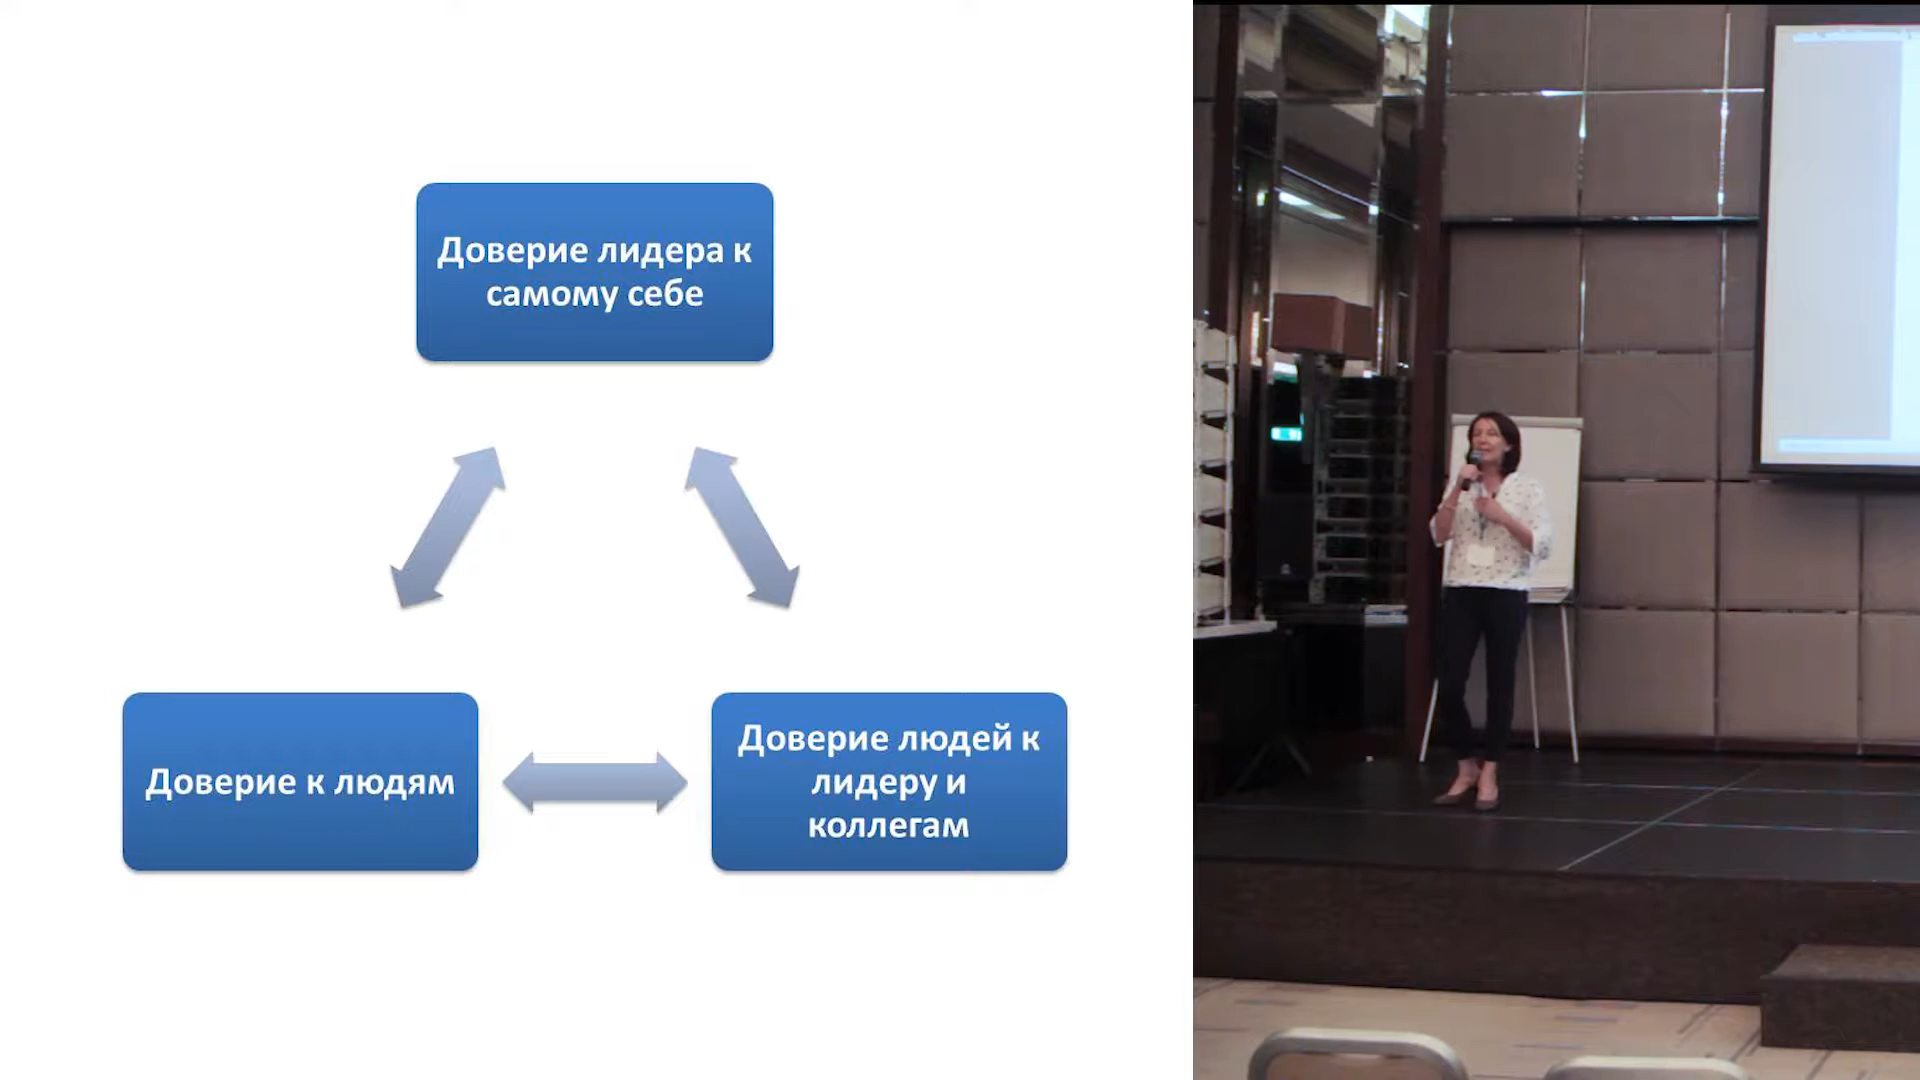 Доверие лидера к
самому себе
Доверие к людям
Доверие людей к
лидеру и
коллегам